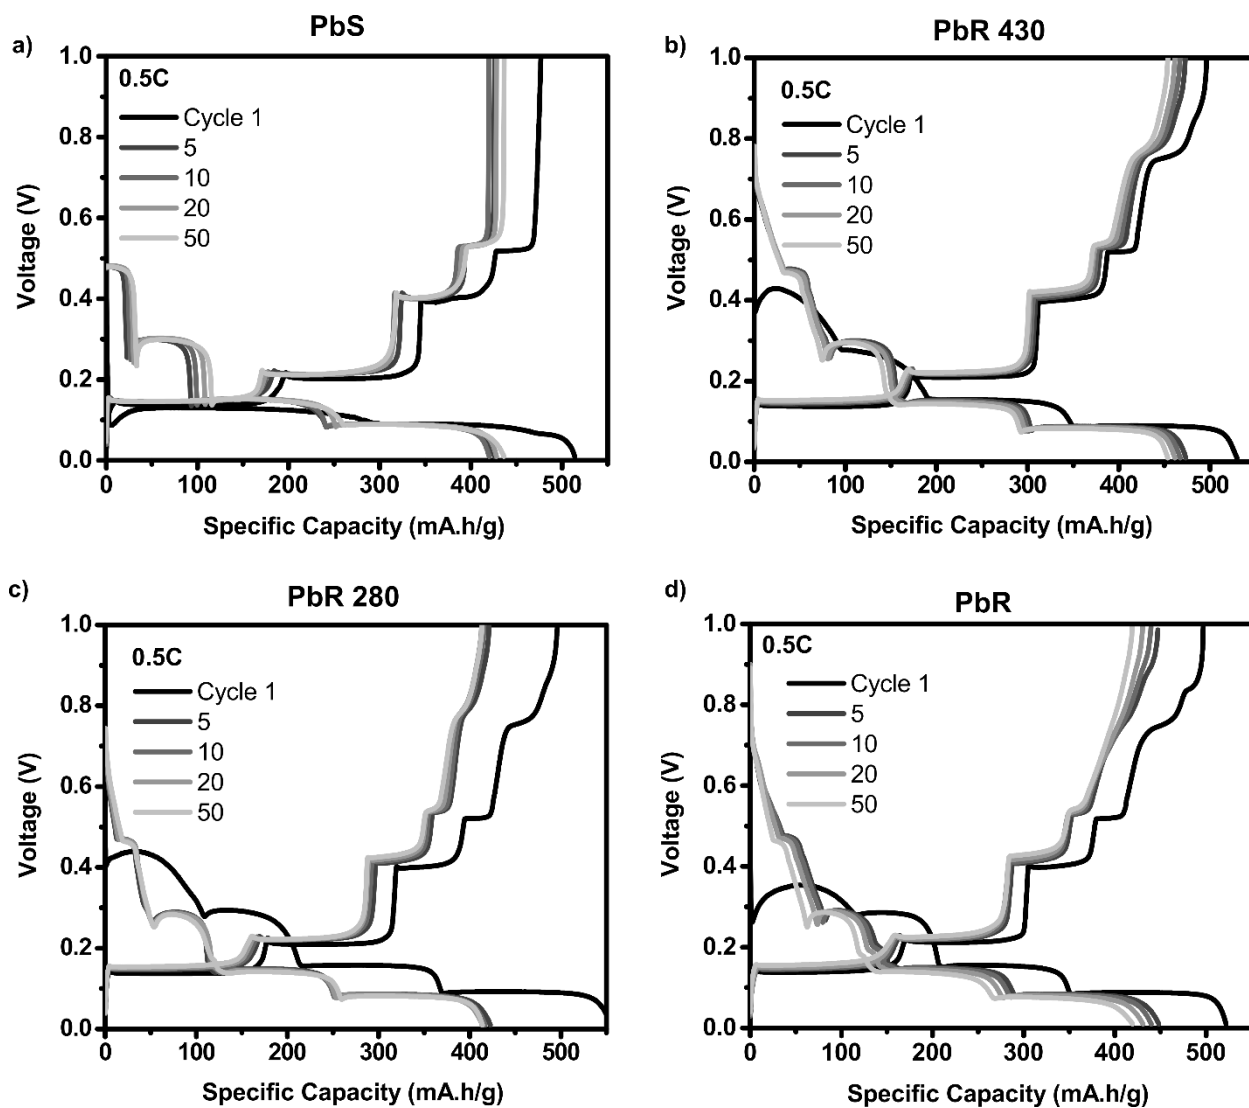 PbS
a)
0.5C
Cycle 1
5
10
20
50
1.0
0.8
0.6
0.4
0.2
0.0
Voltage (V)
0 100 200 300 400 500
Specific Capacity (mA.h/g)
PbR 430
b)
0.5C
Cycle 1
5
10
20
50
1.0
0.8
0.6
0.4
0.2
0.0
Voltage (V)
0 100 200 300 400 500
Specific Capacity (mA.h/g)
PbR 280
c)
0.5C
Cycle 1
5
10
20
50
1.0
0.8
0.6
0.4
0.2
0.0
Voltage (V)
0 100 200 300 400 500
Specific Capacity (mA.h/g)
PbR
d)
0.5C
Cycle 1
5
10
20
50
1.0
0.8
0.6
0.4
0.2
0.0
Voltage (V)
0 100 200 300 400 500
Specific Capacity (mA.h/g)